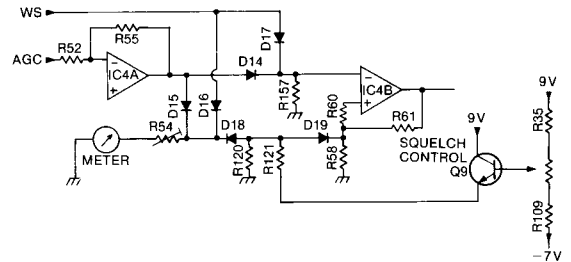 WS
R55
R52
AGC
IC4A
D14
D17
IC4B
R157
R60
R61
D15
D16
R54
METER
D18
R120
R121
D19
R58
9V
SQUELCH
CONTROL
Q9
9V
R35
R109
−7V